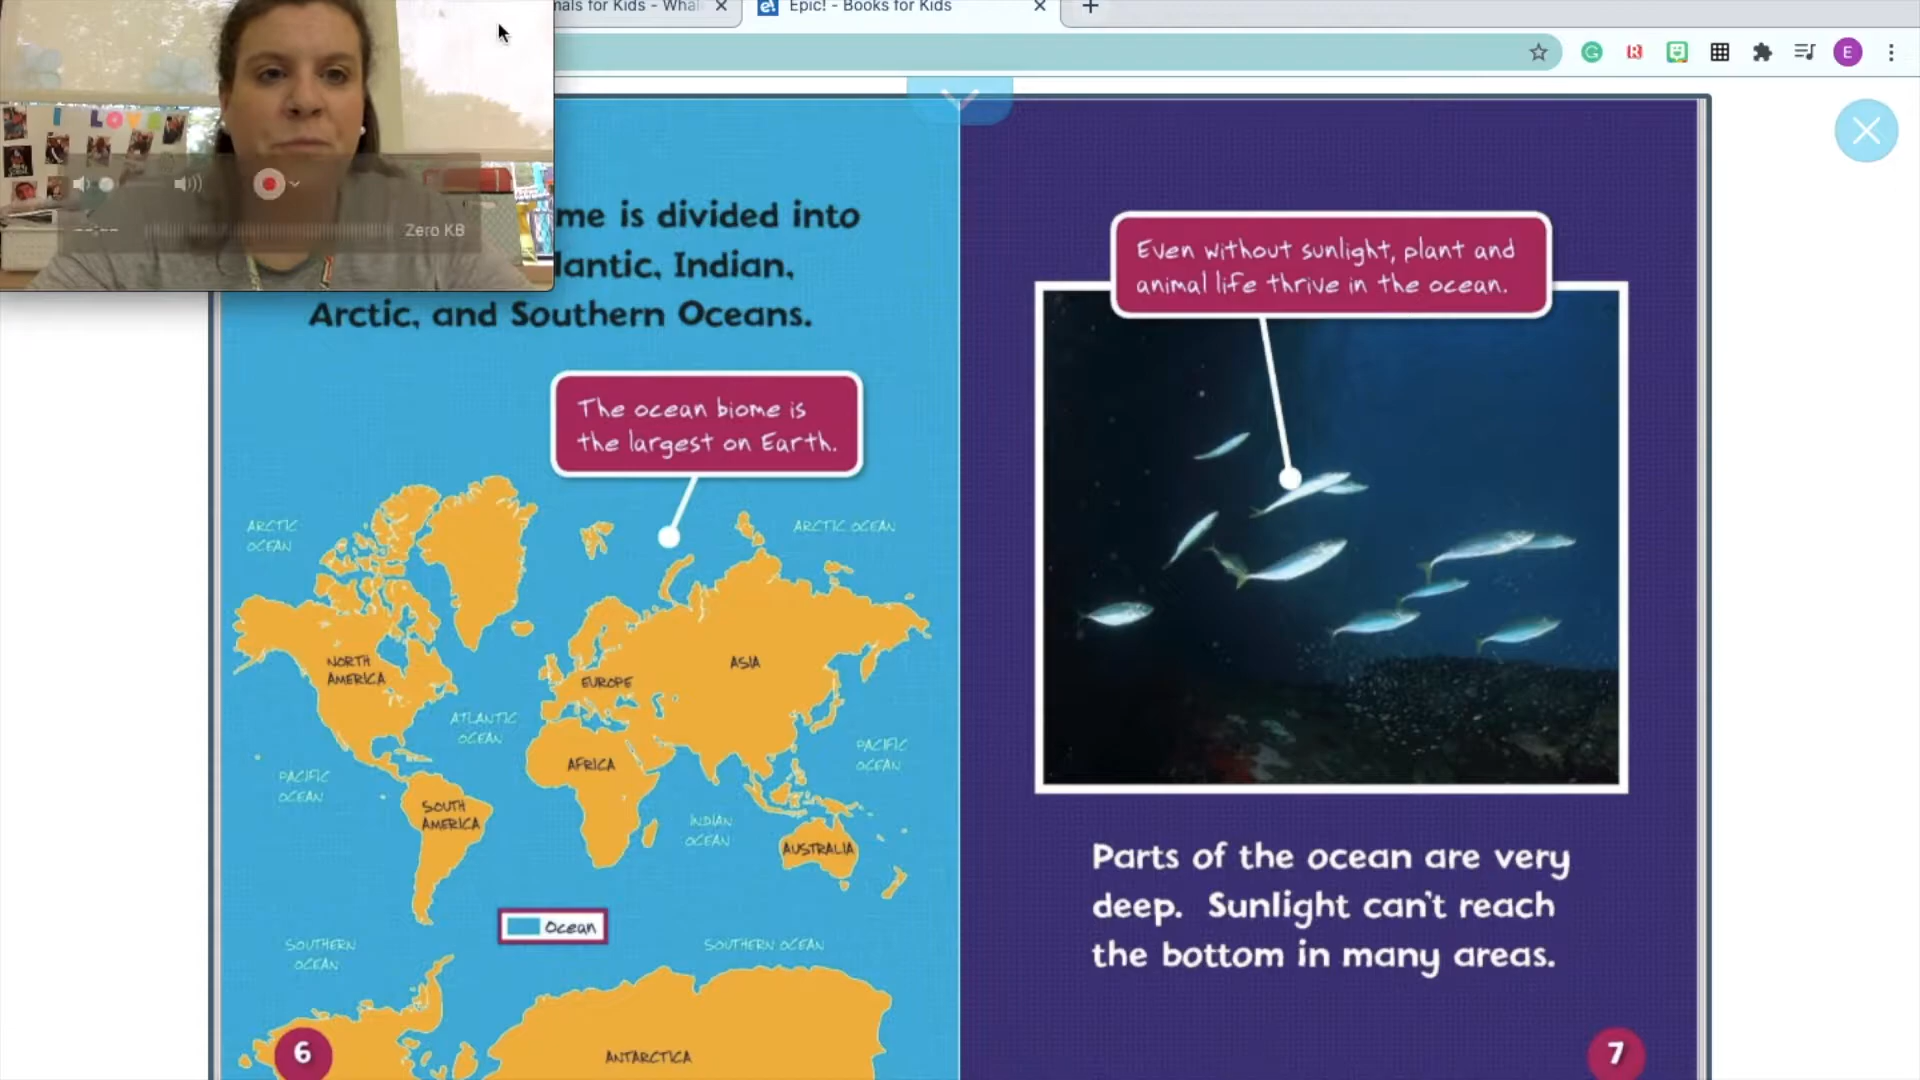 mals for Kids - Whal
Epic! - Books for Kids
E
I LOVE
Zero KB
me is divided into
lantic, Indian,
Arctic, and Southern Oceans.
The ocean biome is
the largest on Earth.
ARCTIC
OCEAN
ARCTIC OCEAN
NORTH
AMERICA
EUROPE
ASIA
ATLANTIC
OCEAN
PACIFIC
OCEAN
AFRICA
PACIFIC
OCEAN
SOUTH
AMERICA
INDIAN
OCEAN
AUSTRALIA
Ocean
SOUTHERN
OCEAN
SOUTHERN OCEAN
ANTARCTICA
6
Even without sunlight, plant and
animal life thrive in the ocean.
Parts of the ocean are very
deep. Sunlight can't reach
the bottom in many areas.
7